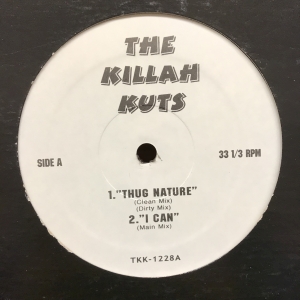 THE
KILLAH
KUTS
SIDE A
33 1/3 RPM
1."THUG NATURE"
(Clean Mix)
(Dirty Mix)
2."I CAN"
(Main Mix)
TKK-1228A